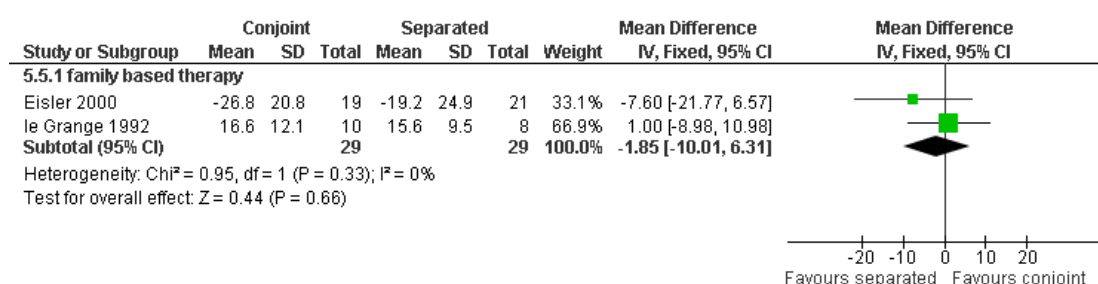 Conjoint Separated Mean Difference Mean Difference
Study or Subgroup Mean SD Total Mean SD Total Weight IV, Fixed, 95% CI IV, Fixed, 95% CI
5.5.1 family based therapy
Eisler 2000 -26.8 20.8 19 -19.2 24.9 21 33.1% -7.60 [-21.77, 6.57]
le Grange 1992 16.6 12.1 10 15.6 9.5 8 66.9% 1.00 [-8.98, 10.98]
Subtotal (95% CI) 29 29 100.0% -1.85 [-10.01, 6.31]
Heterogeneity: Chi² = 0.95, df = 1 (P = 0.33); I² = 0%
Test for overall effect: Z = 0.44 (P = 0.66)
-20 -10 0 10 20
Favours separated Favours conjoint